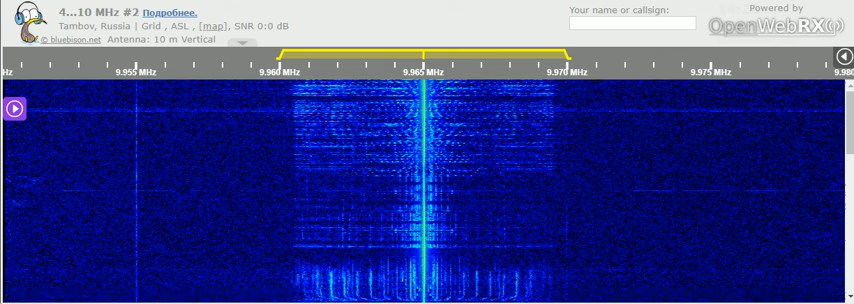 4...10 MHz #2 Подробнее.
Tambov, Russia | Grid , ASL , [map], SNR 0:0 dB
© bluebison.net Antenna: 10 m Vertical
Your name or callsign:
Powered by
OpenWebRX
Hz 9.955 MHz 9.960 MHz 9.965 MHz 9.970 MHz 9.975 MHz 9.980